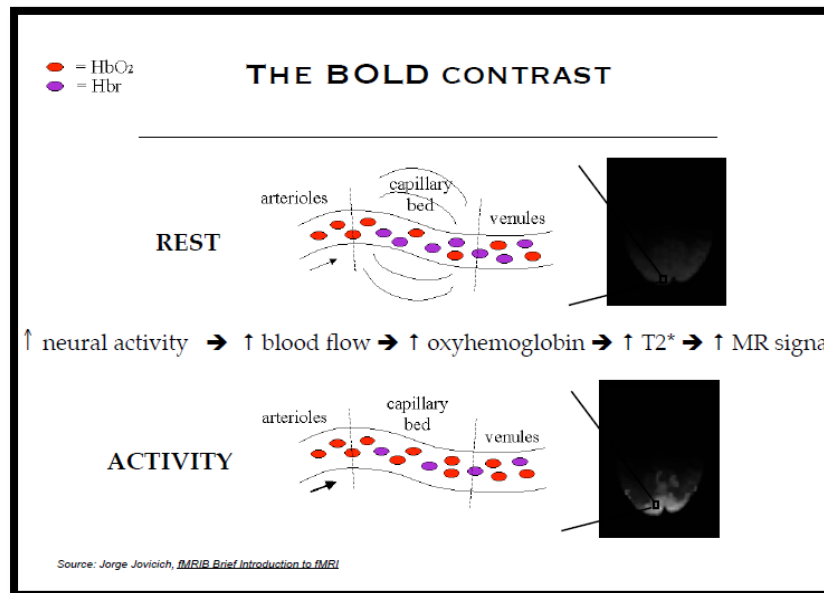 = HbO₂
= Hbr
THE BOLD CONTRAST
arterioles
capillary
bed
venules
REST
↑ neural activity ➔ ↑ blood flow ➔ ↑ oxyhemoglobin ➔ ↑ T2* ➔ ↑ MR signa
arterioles
capillary
bed
venules
ACTIVITY
Source: Jorge Jovicich, fMRIB Brief Introduction to fMRI